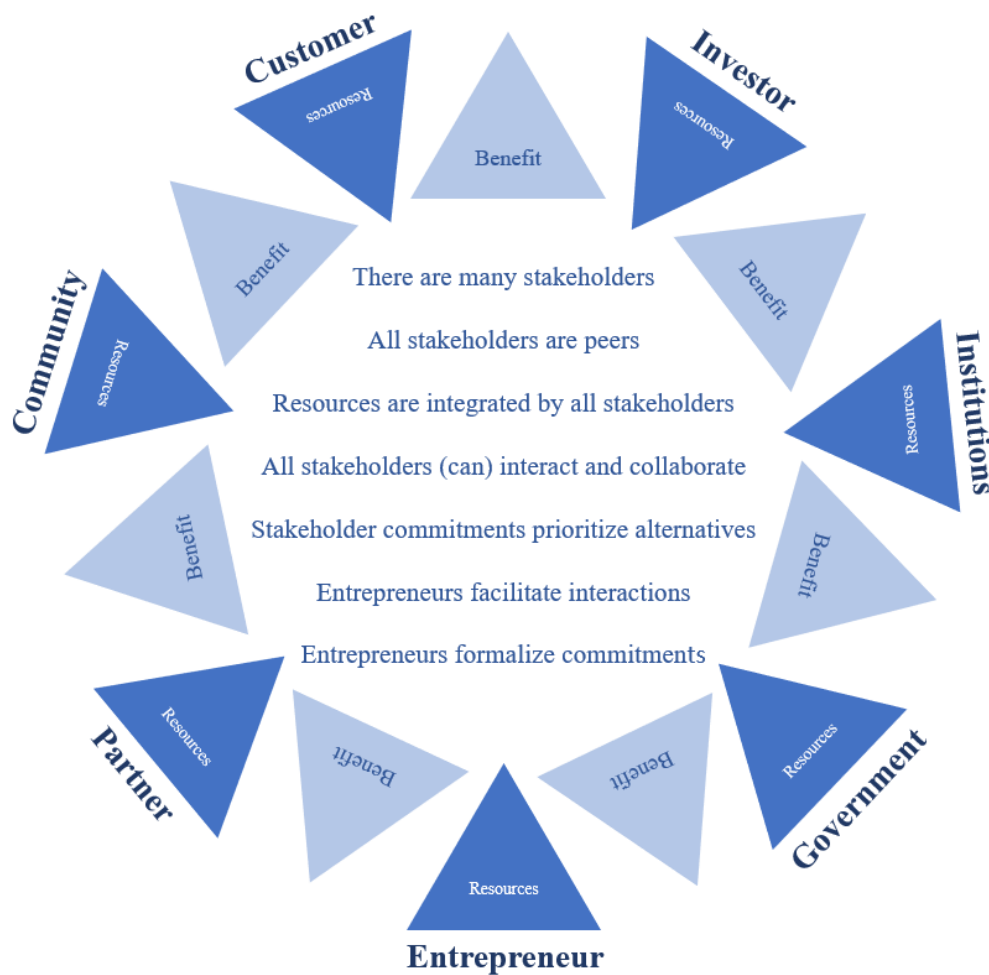 Customer
Resources
Benefit
Investor
Resources
Benefit
Institutions
Resources
Benefit
Government
Resources
Benefit
Entrepreneur
Resources
Benefit
Partner
Resources
Benefit
Community
Resources
Benefit
There are many stakeholders
All stakeholders are peers
Resources are integrated by all stakeholders
All stakeholders (can) interact and collaborate
Stakeholder commitments prioritize alternatives
Entrepreneurs facilitate interactions
Entrepreneurs formalize commitments